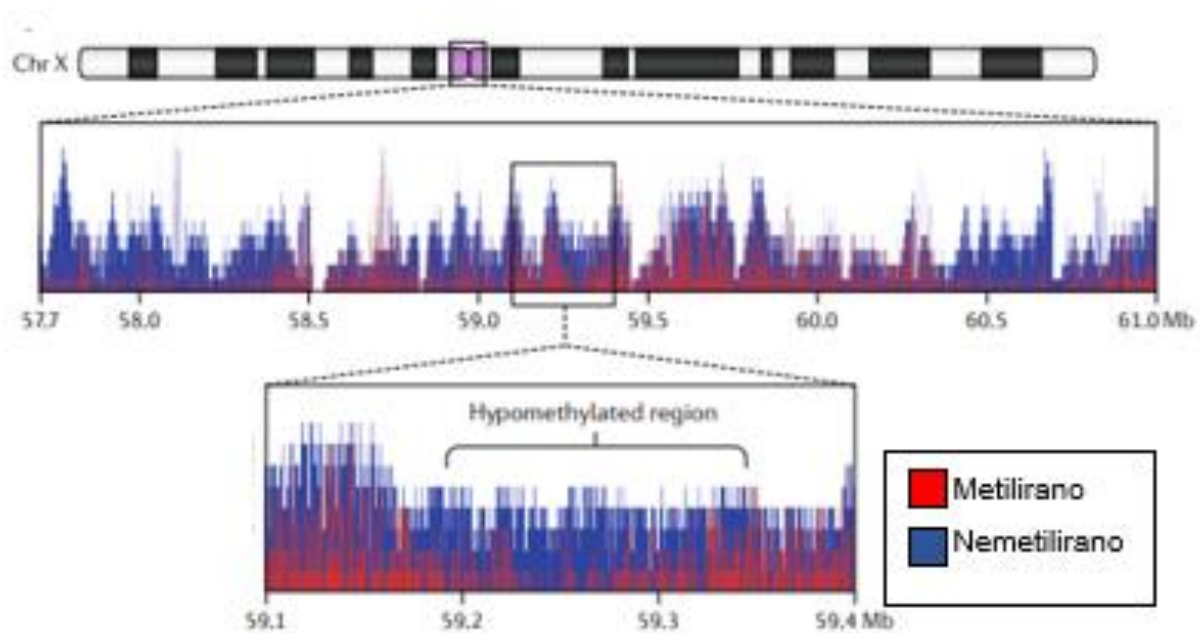 Chr X
57.7 58.0 58.5 59.0 59.5 60.0 60.5 61.0 Mb
Hypomethylated region
Metilirano
Nemetilirano
59.1 59.2 59.3 59.4 Mb